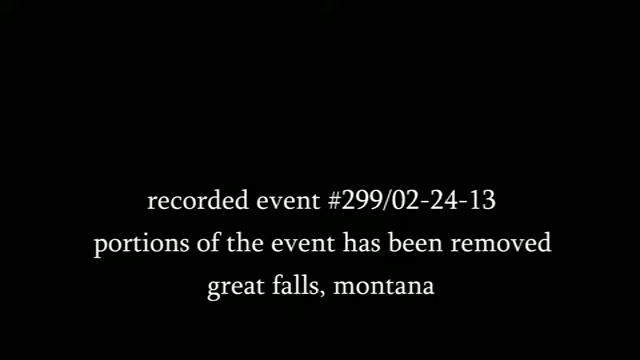 recorded event #299/02-24-13
portions of the event has been removed
great falls, montana